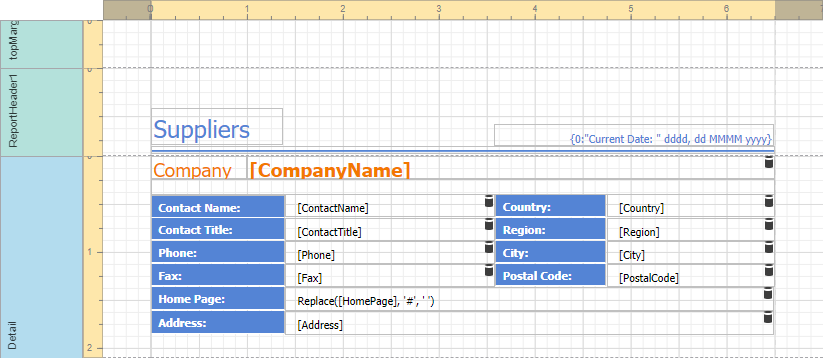 0 1 2 3 4 5 6
topMarg
0
ReportHeader1
0
Suppliers
{0:"Current Date: " dddd, dd MMMM yyyy}
Detail
0
1
2
Company [CompanyName]
Contact Name: [ContactName] Country: [Country]
Contact Title: [ContactTitle] Region: [Region]
Phone: [Phone] City: [City]
Fax: [Fax] Postal Code: [PostalCode]
Home Page: Replace([HomePage], '#', ' ')
Address: [Address]